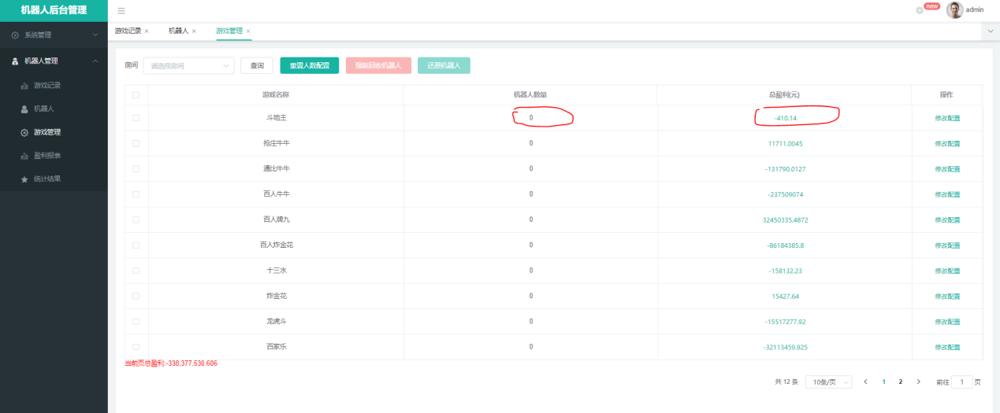 机器人后台管理
new
admin
系统管理
机器人管理
游戏记录
机器人
游戏管理
盈利报表
统计结果
游戏记录 × 机器人 × 游戏管理 ×
房间 请选择房间 查询 重置人数配置 强制回收机器人 还原机器人
游戏名称 机器人数量 总盈利(元) 操作
斗地主 0 -410.14 修改配置
抢庄牛牛 0 11711.0045 修改配置
通比牛牛 0 -131790.0127 修改配置
百人牛牛 0 -237509074 修改配置
百人牌九 0 32450335.4872 修改配置
百人炸金花 0 -86184385.8 修改配置
十三水 0 -158132.23 修改配置
炸金花 0 15427.64 修改配置
龙虎斗 0 -15517277.92 修改配置
百家乐 0 -32113459.925 修改配置
当前页总盈利:-338,377,530.606
共 12 条 10条/页 1 2 前往 1 页